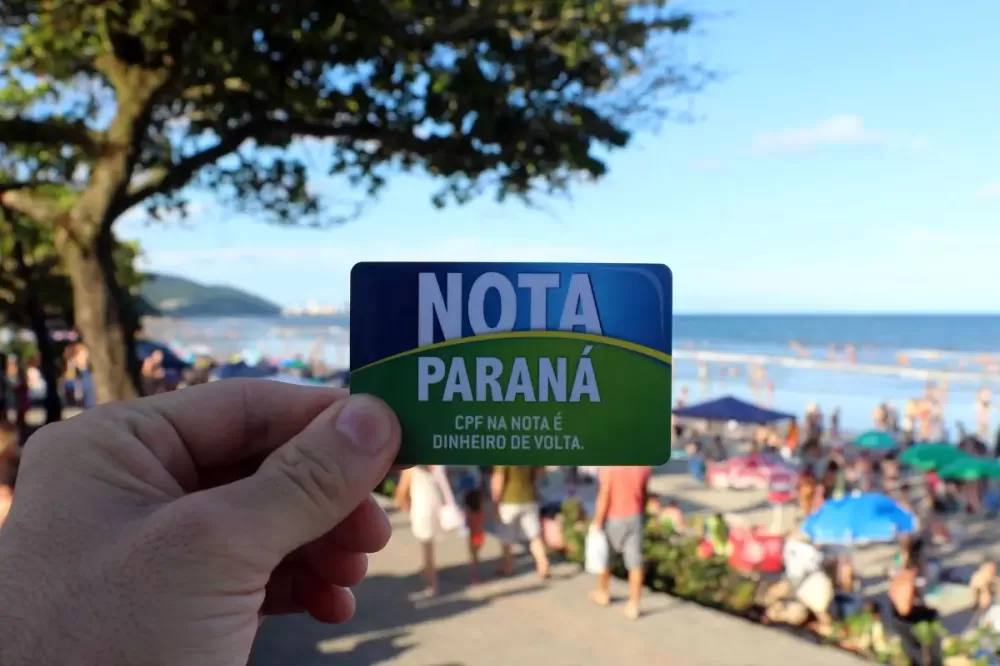 NOTA
PARANÁ
CPF NA NOTA É
DINHEIRO DE VOLTA.